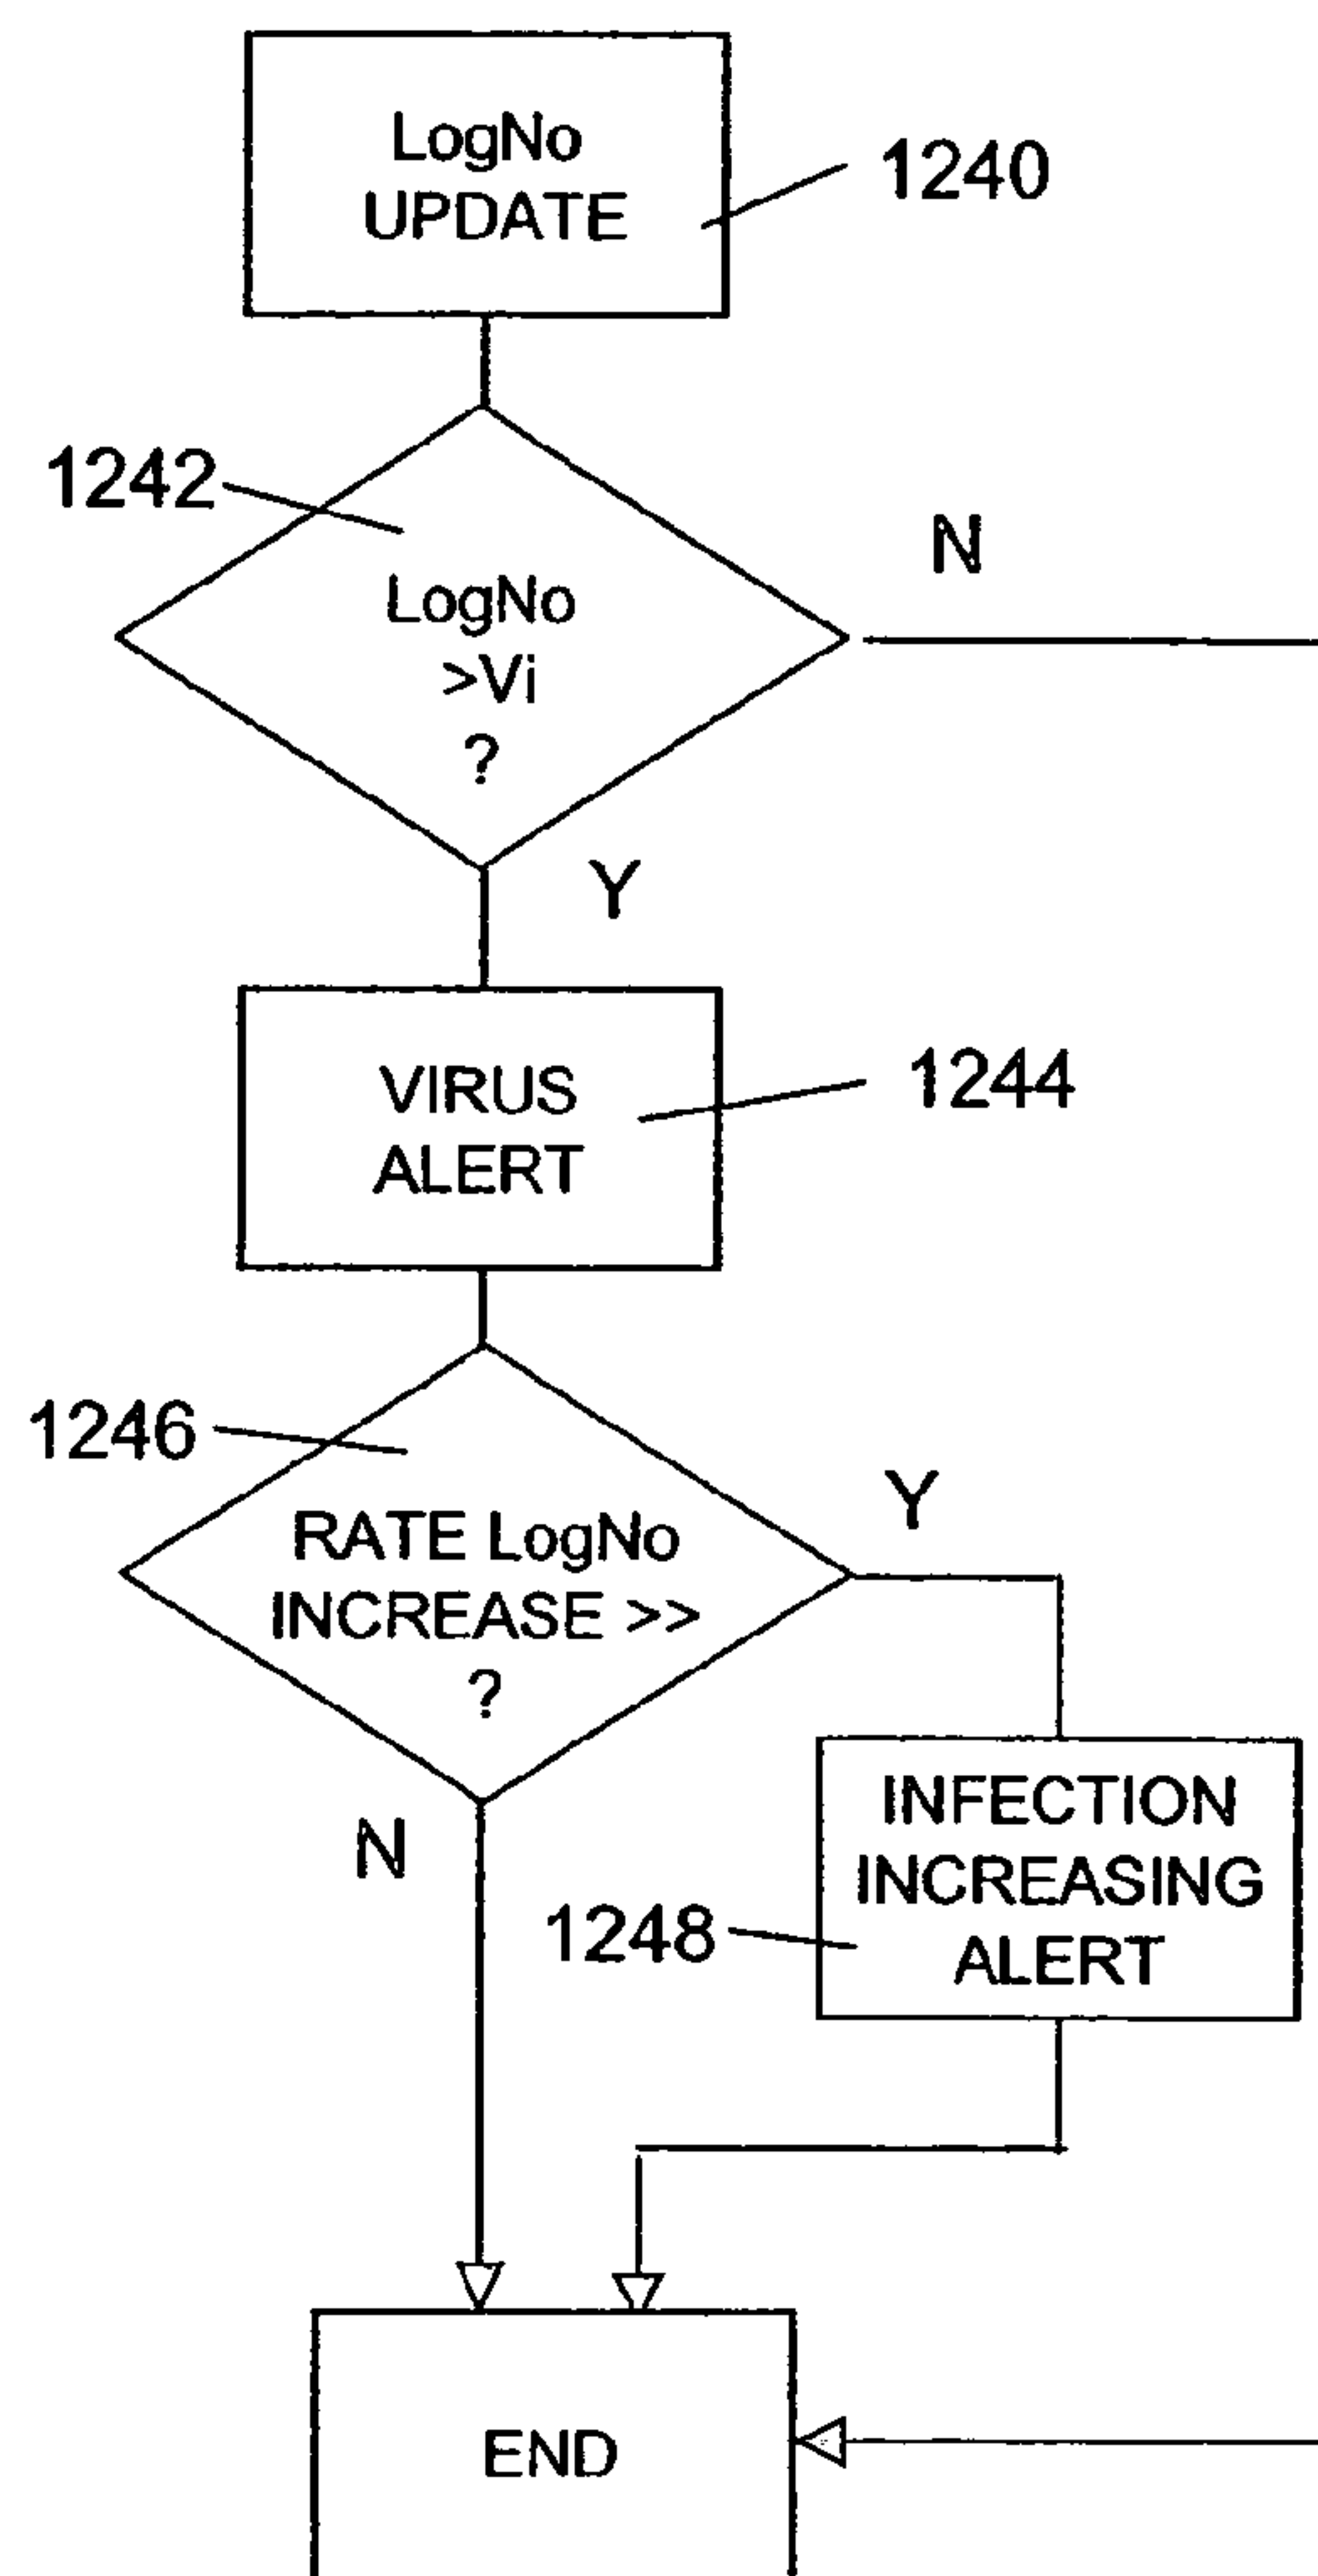 LogNo
UPDATE
1240
1242
LogNo
>Vi
?
N
Y
VIRUS
ALERT
1244
1246
RATE LogNo
INCREASE >>
?
Y
N
INFECTION
INCREASING
ALERT
1248
END